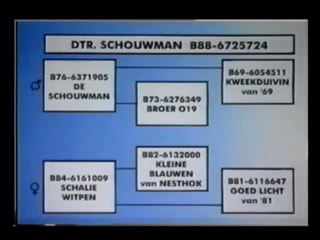 DTR. SCHOUWMAN B88-6725724
♂
B76-6371905
DE
SCHOUWMAN
B73-6276349
BROER O19
B69-6054511
KWEEKDUIVIN
van '69
♀
B84-6161009
SCHALIE
WITPEN
B82-6132000
KLEINE
BLAUWEN
van NESTHOK
B81-6116647
GOED LICHT
van '81